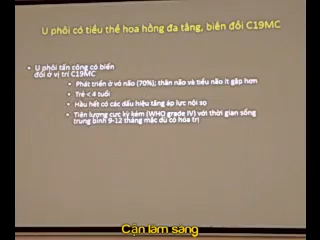 U phôi có tiểu thể hoa hồng đa tầng, biến đổi C19MC
U phôi tấn công có biến
đổi ở vị trí C19MC
Phát triển ở vỏ não (70%); thân não và tiểu não ít gặp hơn
Trẻ < 4 tuổi
Hầu hết có các dấu hiệu tăng áp lực nội sọ
Tiên lượng cực kỳ kém (WHO grade IV) với thời gian sống
trung bình 9-12 tháng mặc dù có hóa trị
Cận lâm sàng